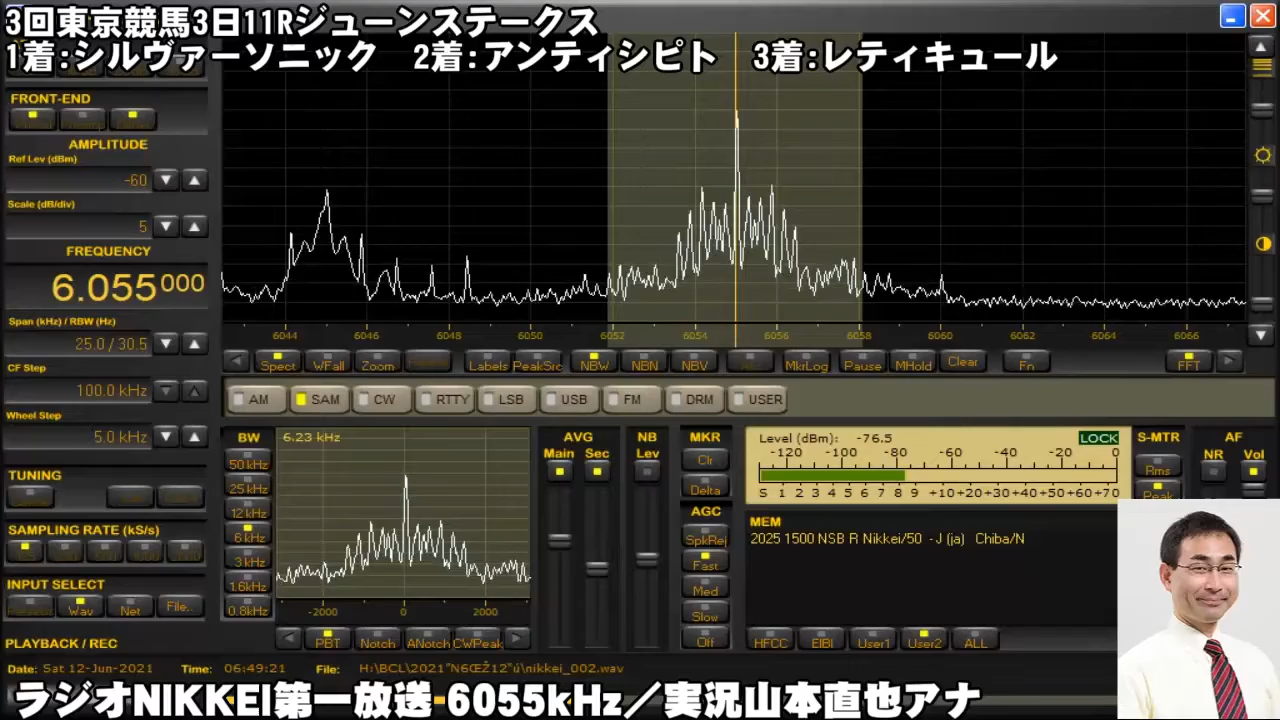 3回東京競馬3日11Rジューンステークス
1着:シルヴァーソニック　2着:アンティシピト　3着:レティキュール
FRONT-END
AMPLITUDE
Ref Lev (dBm)
-60
Scale (dB/div)
5
FREQUENCY
6.055000
Span (kHz) / RBW (Hz)
25.0 / 30.5
CF Step
100.0 kHz
Wheel Step
5.0 kHz
TUNING
SAMPLING RATE (kS/s)
INPUT SELECT
Wav Net File..
PLAYBACK / REC
6044 6046 6048 6050 6052 6054 6056 6058 6060 6062 6064 6066
Spect WFall Zoom Labels PeakSrc NBW NBN NBV MkrLog Pause MHold Clear Fn FFT
AM SAM CW RTTY LSB USB FM DRM USER
BW
50 kHz
25 kHz
12 kHz
6 kHz
3 kHz
1.6kHz
0.8kHz
6.23 kHz
-2000 0 2000
PBT Notch ANotch CWPeak
AVG
Main Sec
NB
Lev
MKR
Clr
Delta
AGC
SpkRej
Fast
Med
Slow
Off
Level (dBm): -76.5 LOCK
-120 -100 -80 -60 -40 -20 0
S 1 2 3 4 5 6 7 8 9 +10+20+30+40+50+60+70
S-MTR
Rms
Peak
AF
NR Vol
MEM
2025 1500 NSB R Nikkei/50 -J (ja) Chiba/N
HFCC EIBI User1 User2 ALL
Date: Sat 12-Jun-2021 Time: 06:49:21 File: H:\BCL\2021"N6ŒŽ12"ú\nikkei_002.wav
ラジオNIKKEI第一放送 6055kHz／実況山本直也アナ